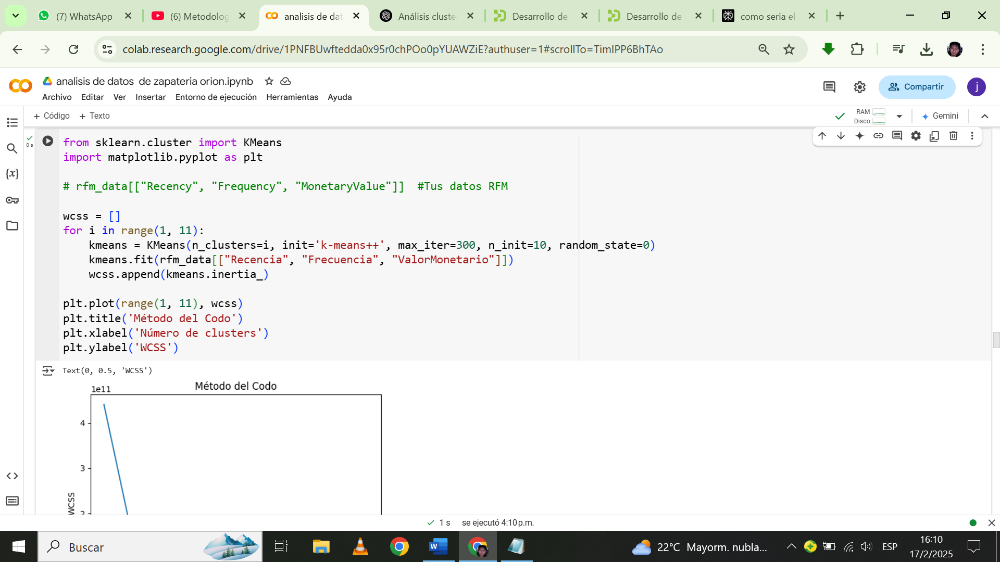 (7) WhatsApp
(6) Metodolog
analisis de dat
Análisis cluste
Desarrollo de
Desarrollo de
como seria el
colab.research.google.com/drive/1PNFBUwftedda0x95r0chPOo0pYUAWZiE?authuser=1#scrollTo=TimlPP6BhTAo
analisis de datos de zapateria orion.ipynb
Archivo Editar Ver Insertar Entorno de ejecución Herramientas Ayuda
Compartir
j
+ Código + Texto
RAM
Disco
Gemini
0 s
from sklearn.cluster import KMeans
import matplotlib.pyplot as plt
# rfm_data[["Recency", "Frequency", "MonetaryValue"]]  #Tus datos RFM
wcss = []
for i in range(1, 11):
    kmeans = KMeans(n_clusters=i, init='k-means++', max_iter=300, n_init=10, random_state=0)
    kmeans.fit(rfm_data[["Recencia", "Frecuencia", "ValorMonetario"]])
    wcss.append(kmeans.inertia_)
plt.plot(range(1, 11), wcss)
plt.title('Método del Codo')
plt.xlabel('Número de clusters')
plt.ylabel('WCSS')
Text(0, 0.5, 'WCSS')
Método del Codo
1e11
4
3
2
WCSS
1 s se ejecutó 4:10 p.m.
Buscar
22°C Mayorm. nubla...
ESP
16:10
17/2/2025